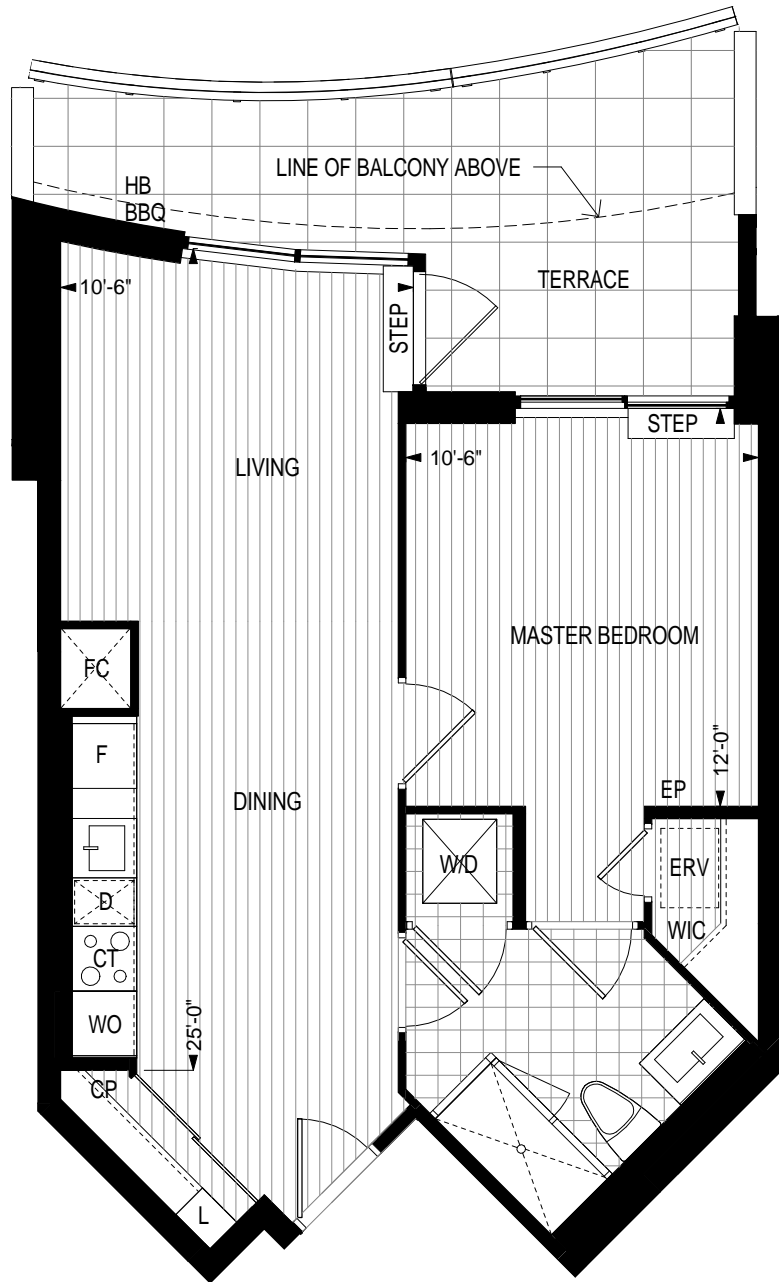 LINE OF BALCONY ABOVE
HB
BBQ
TERRACE
10'-6"
STEP
STEP
LIVING
10'-6"
MASTER BEDROOM
FC
F
12'-0"
EP
DINING
W/D
ERV
D
WIC
CT
WO
25'-0"
CP
L